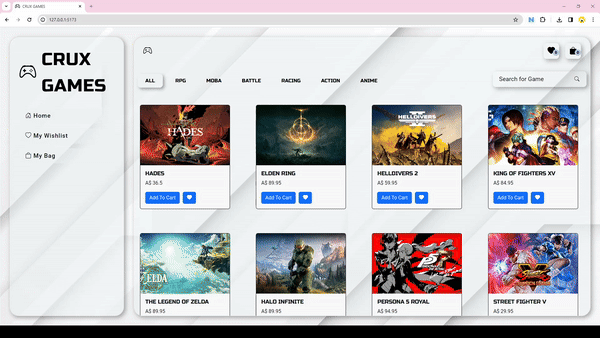 CRUX GAMES
127.0.0.1:5173
CRUX
GAMES
Home
My Wishlist
My Bag
ALL RPG MOBA BATTLE RACING ACTION ANIME
Search for Game
HADES
ELDEN RING
HELLDIVERS
HADES ELDEN RING HELLDIVERS 2 KING OF FIGHTERS XV
A$ 36.5 A$ 89.95 A$ 59.95 A$ 84.95
Add To Cart Add To Cart Add To Cart Add To Cart
ZELDA
THE LEGEND OF ZELDA HALO INFINITE PERSONA 5 ROYAL STREET FIGHTER V
A$ 89.95 A$ 89.95 A$ 94.95 A$ 29.95